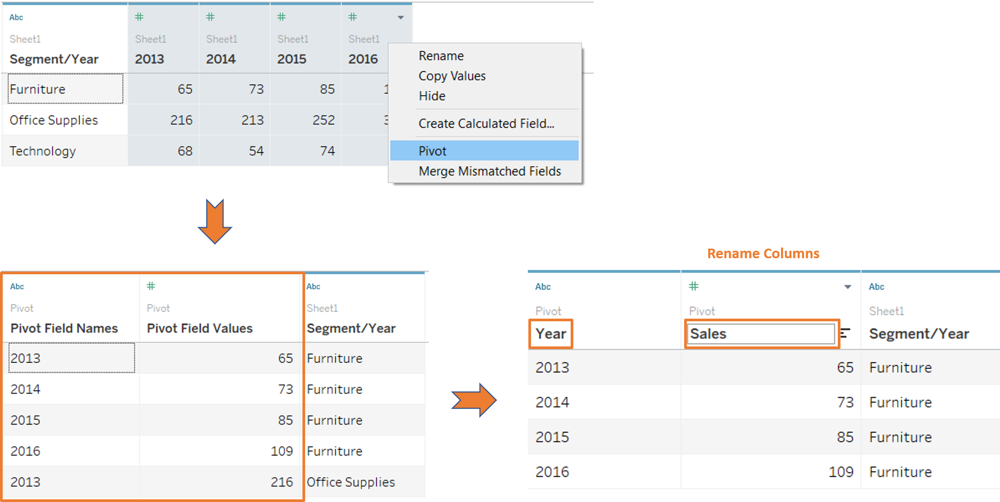 Abc # # # #
Sheet1 Sheet1 Sheet1 Sheet1 Sheet1
Segment/Year 2013 2014 2015 2016
Furniture 65 73 85 1
Office Supplies 216 213 252 3
Technology 68 54 74
Rename
Copy Values
Hide
Create Calculated Field...
Pivot
Merge Mismatched Fields
Abc # Abc
Pivot Pivot Sheet1
Pivot Field Names Pivot Field Values Segment/Year
2013 65 Furniture
2014 73 Furniture
2015 85 Furniture
2016 109 Furniture
2013 216 Office Supplies
Rename Columns
Abc # Abc
Pivot Pivot Sheet1
Year Sales Segment/Year
2013 65 Furniture
2014 73 Furniture
2015 85 Furniture
2016 109 Furniture